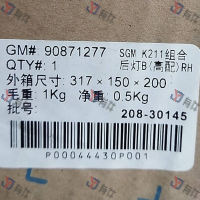 GM# 90871277
SGM K211组合
后灯B(高配)RH
QTY#: 1
外箱尺寸: 317×150×200
毛重: 1Kg 净重: 0.5Kg
批号:
208-30145
P00044430P001